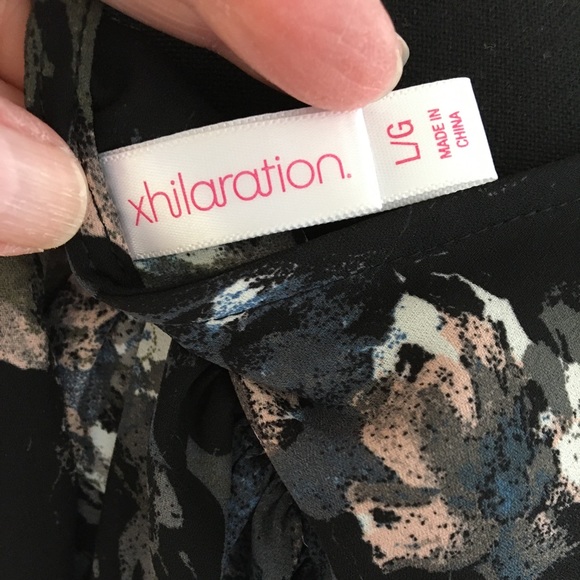 xhilaration.
L/G
MADE IN
CHINA